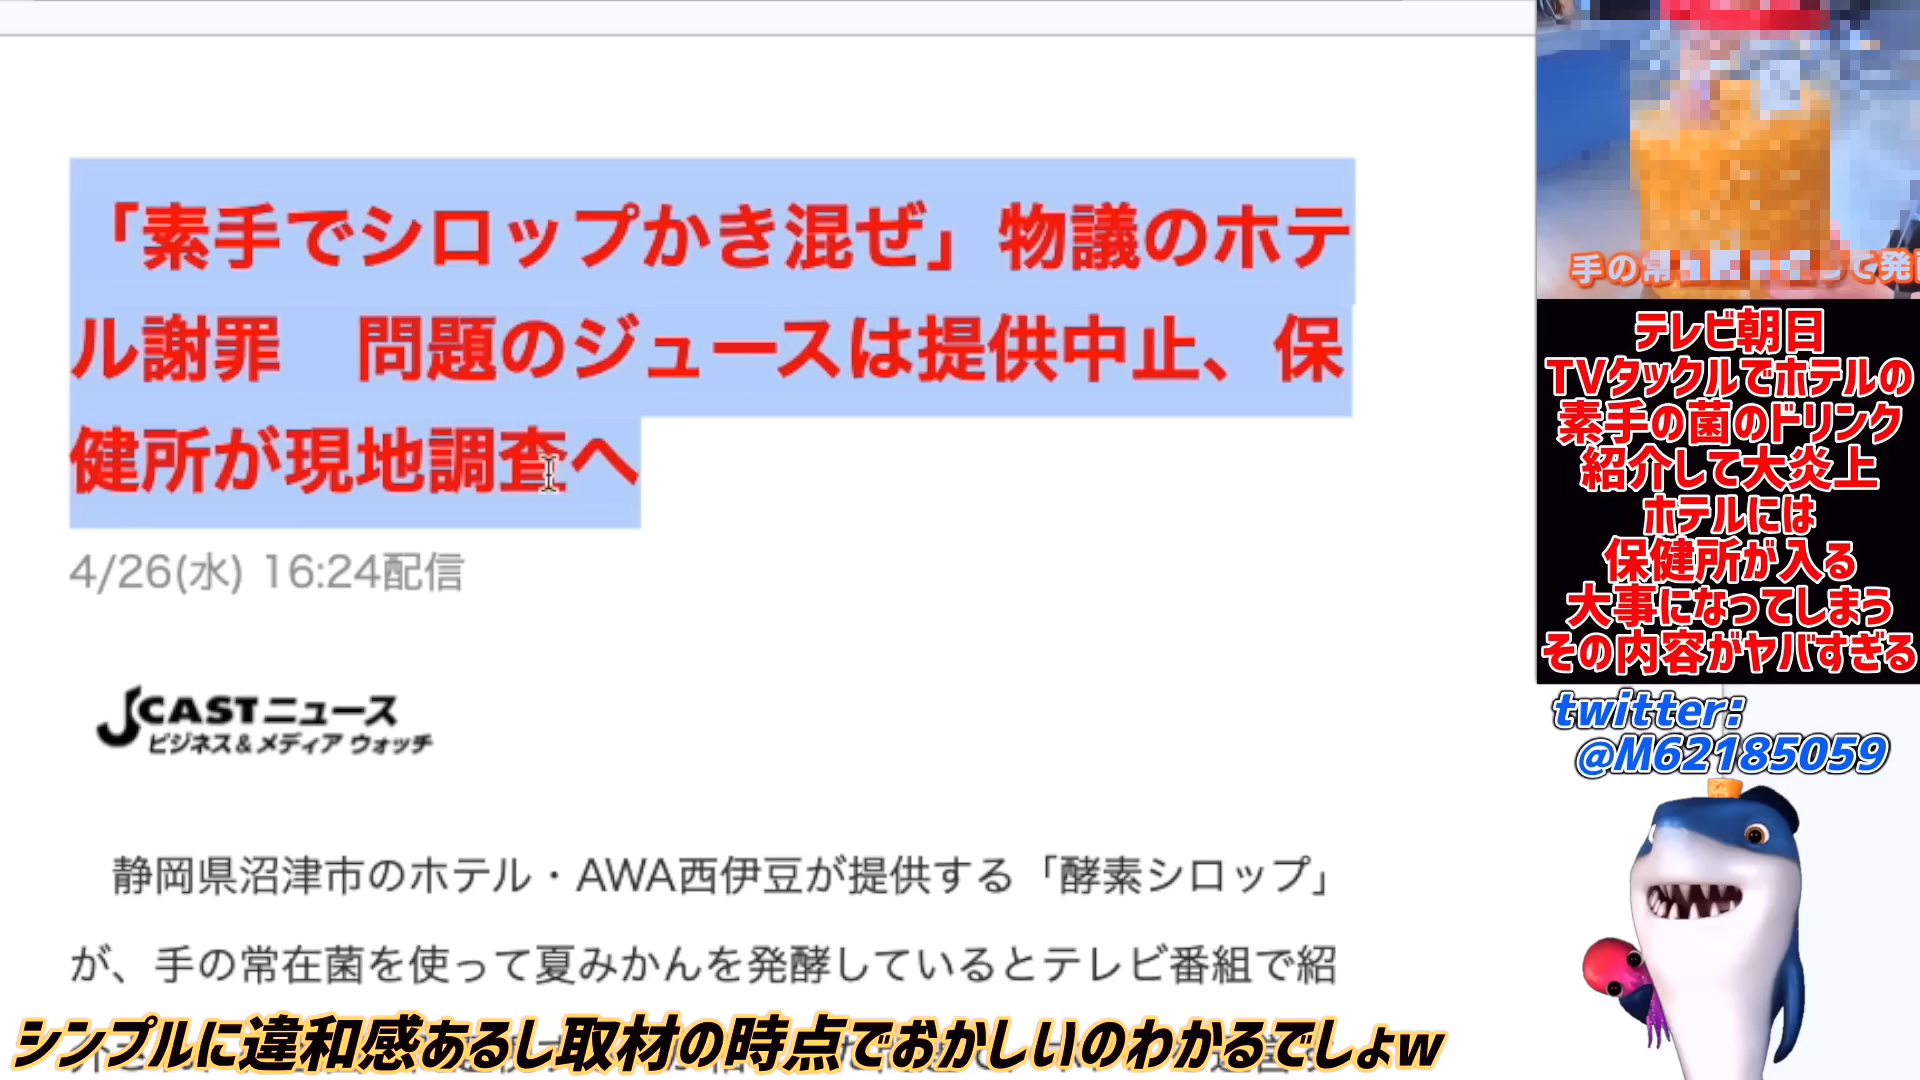 「素手でシロップかき混ぜ」物議のホテ
ル謝罪　問題のジュースは提供中止、保
健所が現地調査へ
4/26(水) 16:24配信
J CASTニュース
ビジネス＆メディア ウォッチ
静岡県沼津市のホテル・AWA西伊豆が提供する「酵素シロップ」
が、手の常在菌を使って夏みかんを発酵しているとテレビ番組で紹
シンプルに違和感あるし取材の時点でおかしいのわかるでしょw
手の常
て発
テレビ朝日
TVタックルでホテルの
素手の菌のドリンク
紹介して大炎上
ホテルには
保健所が入る
大事になってしまう
その内容がヤバすぎる
twitter:
@M62185059